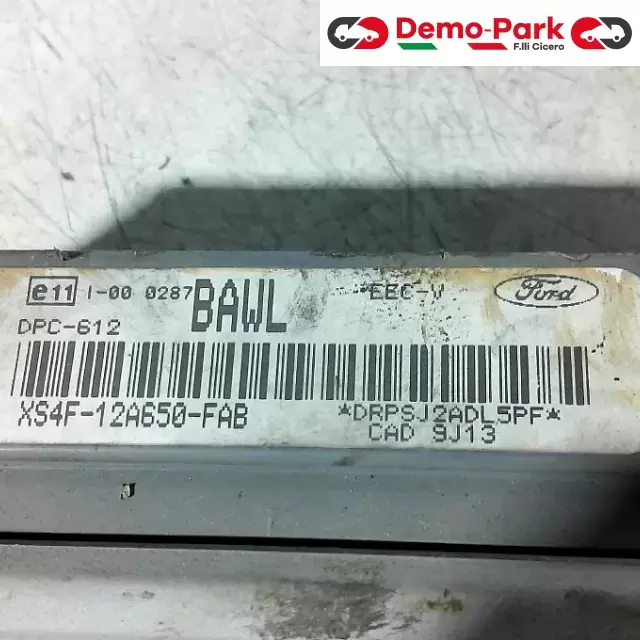 Demo-Park
F.lli Cicero
e11 I-00 0287 BAWL *EEC-V Ford
DPC-612
XS4F-12A650-FAB *DRPSJ2ADL5PF*
CAD 9J13